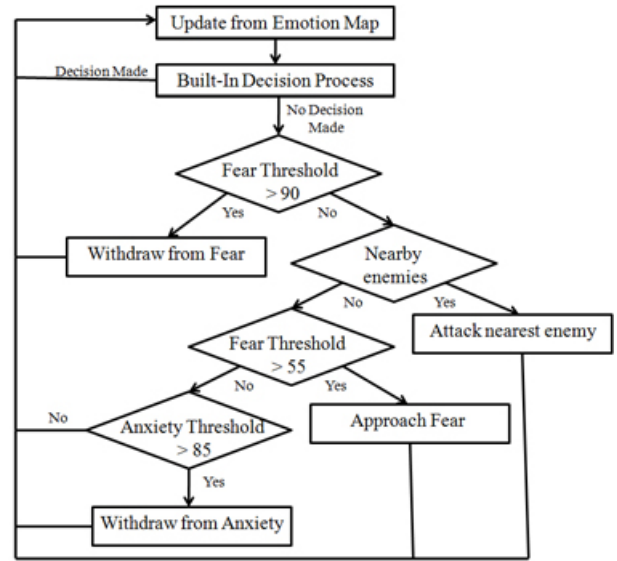 Update from Emotion Map
Decision Made
Built-In Decision Process
No Decision
Made
Fear Threshold
> 90
Yes
No
Withdraw from Fear
Nearby
enemies
No
Yes
Attack nearest enemy
Fear Threshold
> 55
No
Yes
No
Anxiety Threshold
> 85
Approach Fear
Yes
Withdraw from Anxiety